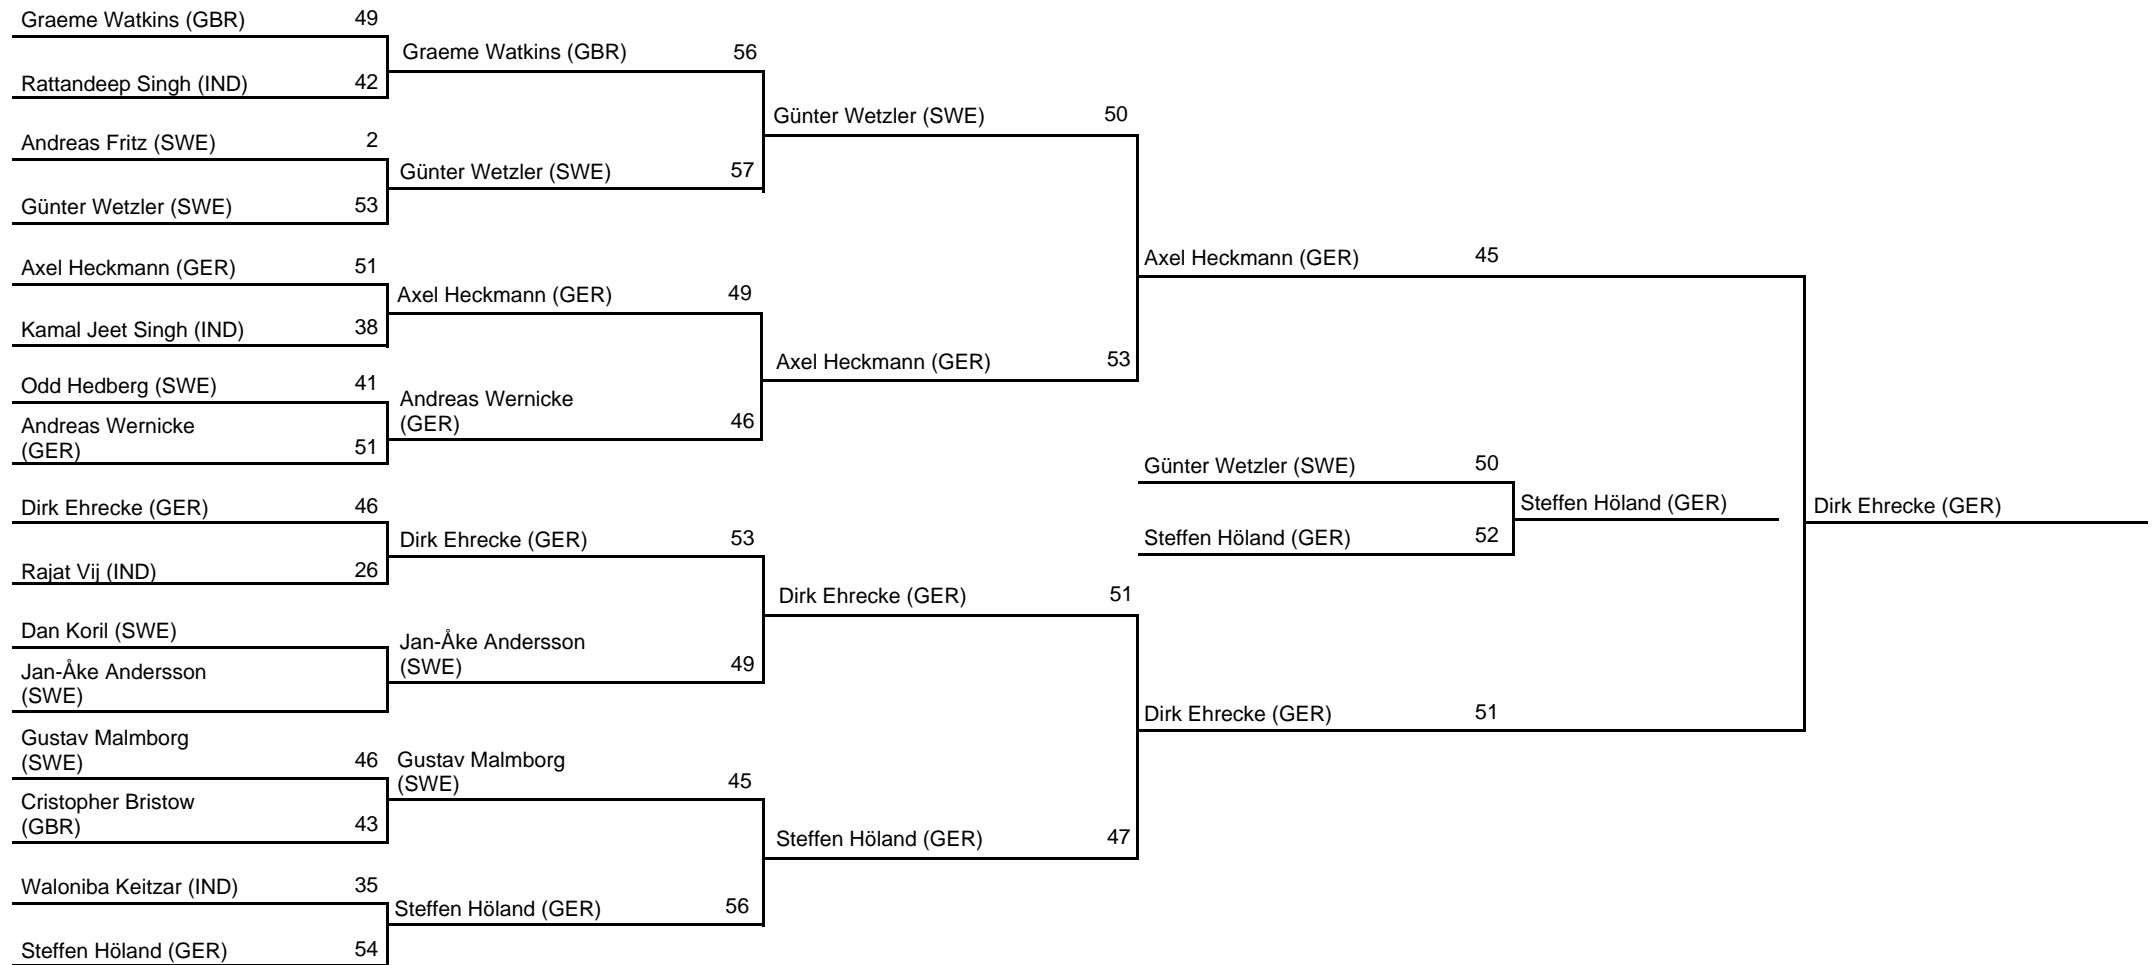 Graeme Watkins (GBR) 49
Rattandeep Singh (IND) 42
Andreas Fritz (SWE) 2
Günter Wetzler (SWE) 53
Axel Heckmann (GER) 51
Kamal Jeet Singh (IND) 38
Odd Hedberg (SWE) 41
Andreas Wernicke
(GER) 51
Dirk Ehrecke (GER) 46
Rajat Vij (IND) 26
Dan Koril (SWE)
Jan-Åke Andersson
(SWE)
Gustav Malmborg
(SWE) 46
Cristopher Bristow
(GBR) 43
Waloniba Keitzar (IND) 35
Steffen Höland (GER) 54
Graeme Watkins (GBR) 56
Günter Wetzler (SWE) 57
Axel Heckmann (GER) 49
Andreas Wernicke
(GER) 46
Dirk Ehrecke (GER) 53
Jan-Åke Andersson
(SWE) 49
Gustav Malmborg
(SWE) 45
Steffen Höland (GER) 56
Günter Wetzler (SWE) 50
Axel Heckmann (GER) 53
Dirk Ehrecke (GER) 51
Steffen Höland (GER) 47
Axel Heckmann (GER) 45
Günter Wetzler (SWE) 50
Steffen Höland (GER) 52
Dirk Ehrecke (GER) 51
Steffen Höland (GER)
Dirk Ehrecke (GER)